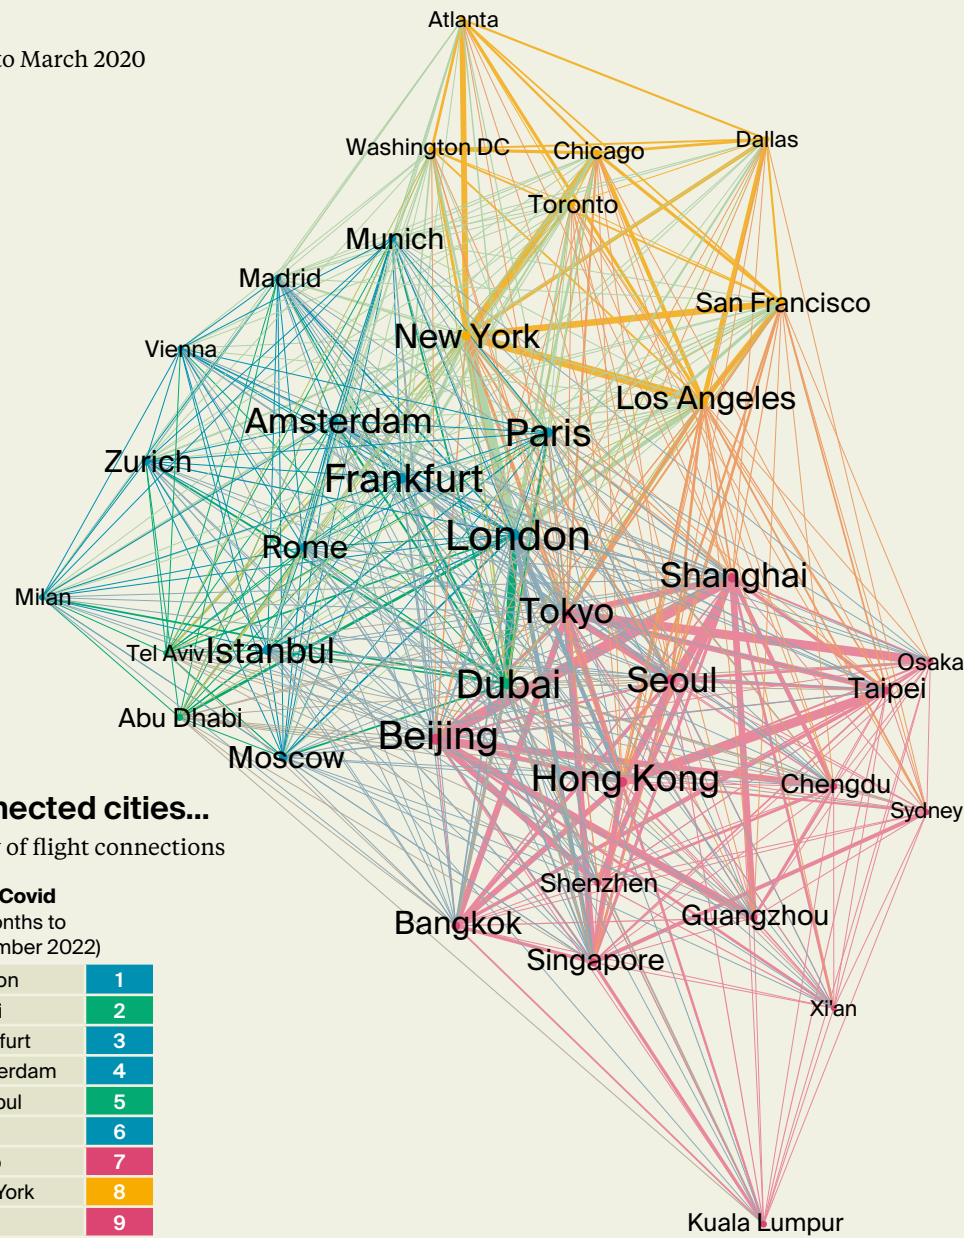 Atlanta
to March 2020
Washington DC
Chicago
Dallas
Toronto
Munich
Madrid
San Francisco
New York
Vienna
Los Angeles
Amsterdam
Paris
Zurich
Frankfurt
London
Rome
Shanghai
Milan
Tokyo
Tel Aviv
Istanbul
Osaka
Dubai
Seoul
Taipei
Abu Dhabi
Beijing
Moscow
Hong Kong
Chengdu
Sydney
nected cities...
of flight connections
Covid
onths to
mber 2022)
on 1
i 2
furt 3
erdam 4
oul 5
6
7
York 8
9
Shenzhen
Bangkok
Guangzhou
Singapore
Xi'an
Kuala Lumpur